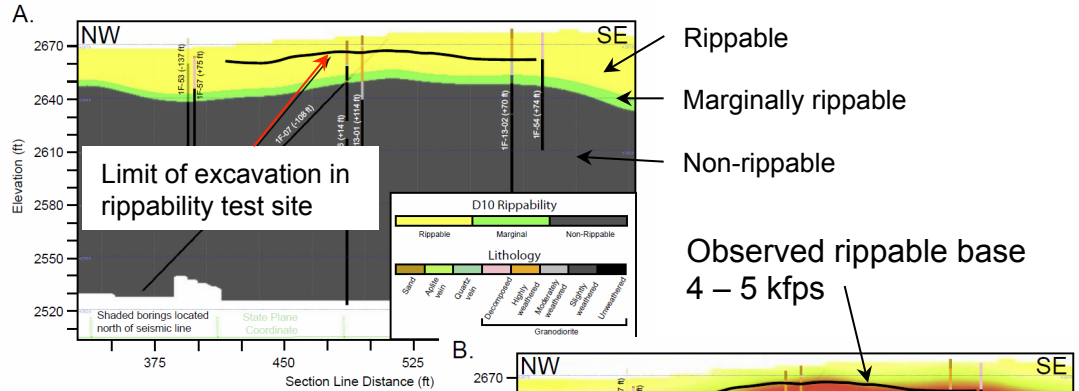 A.
NW
SE
2670
2640
2610
2580
2550
2520
Elevation (ft)
1F-53 (-137 ft)
1F-57 (+75 ft)
1F-07 (-108 ft)
(+14 ft)
13-01 (+114 ft)
1F-13-02 (+70 ft)
1F-54 (+74 ft)
Rippable
Marginally rippable
Non-rippable
Limit of excavation in
rippability test site
D10 Rippability
Rippable
Marginal
Non-Rippable
Lithology
Sand
Aplite
vein
Quartz
vein
Decomposed
Highly
weathered
Moderately
weathered
Slightly
weathered
Unweathered
Granodiorite
Shaded borings located
north of seismic line
State Plane
Coordinate
375
450
525
Section Line Distance (ft)
Observed rippable base
4 – 5 kfps
B.
NW
SE
2670